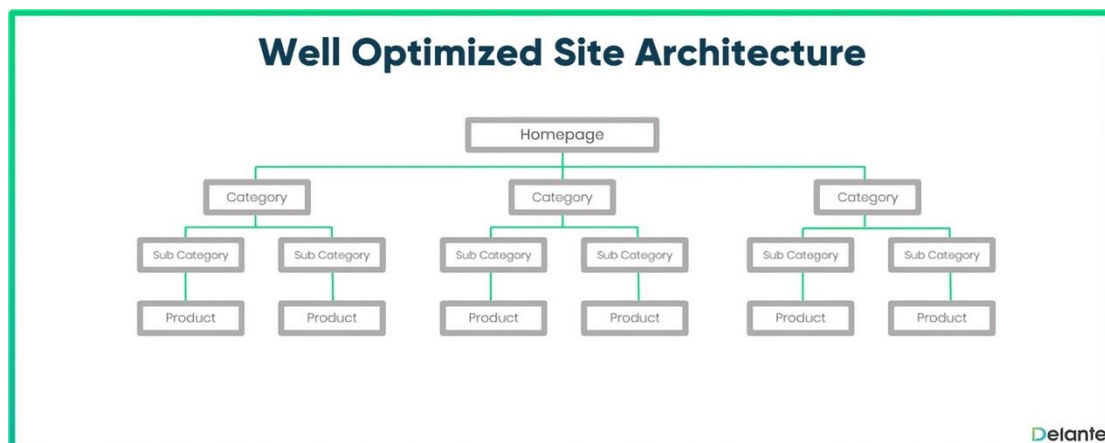 Well Optimized Site Architecture
Homepage
Category
Category
Category
Sub Category
Sub Category
Sub Category
Sub Category
Sub Category
Sub Category
Product
Product
Product
Product
Product
Product
Delante